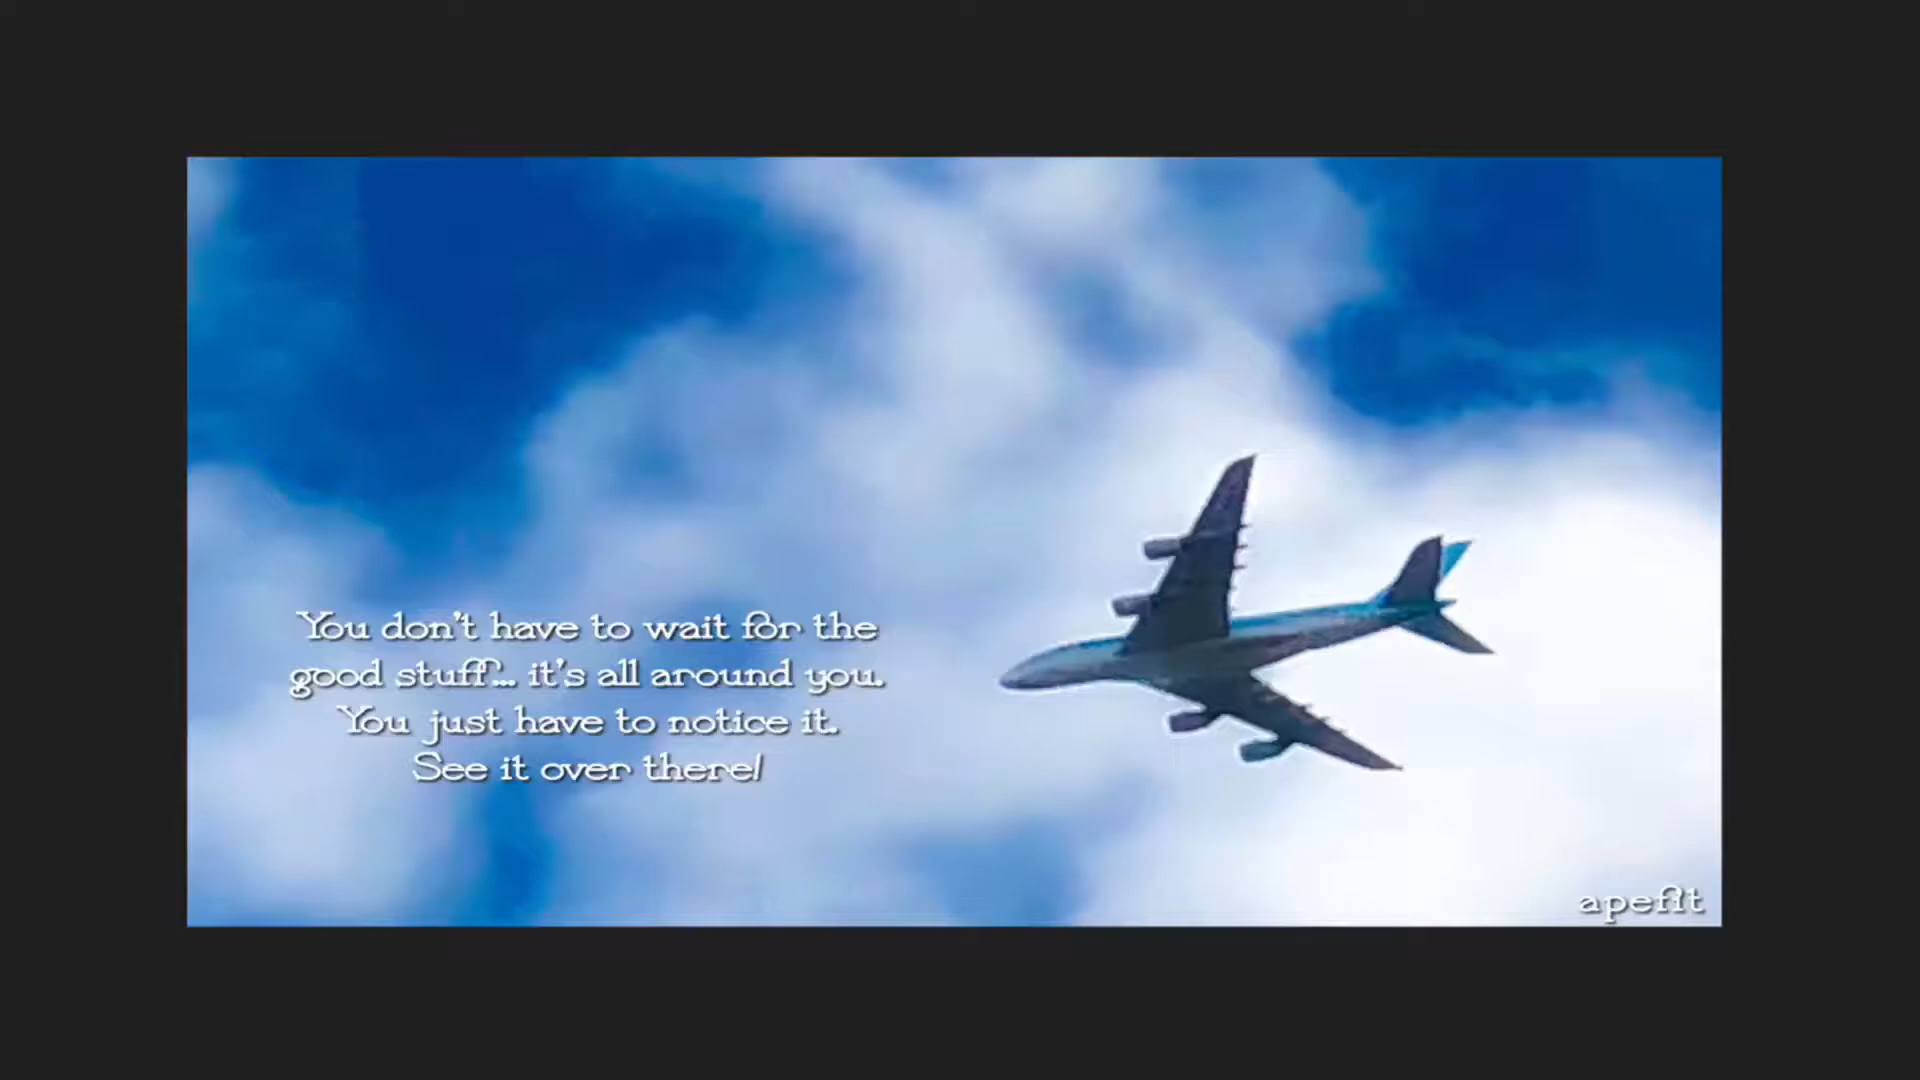 You don't have to wait for the
good stuff... it's all around you.
You just have to notice it.
See it over there!
apefit